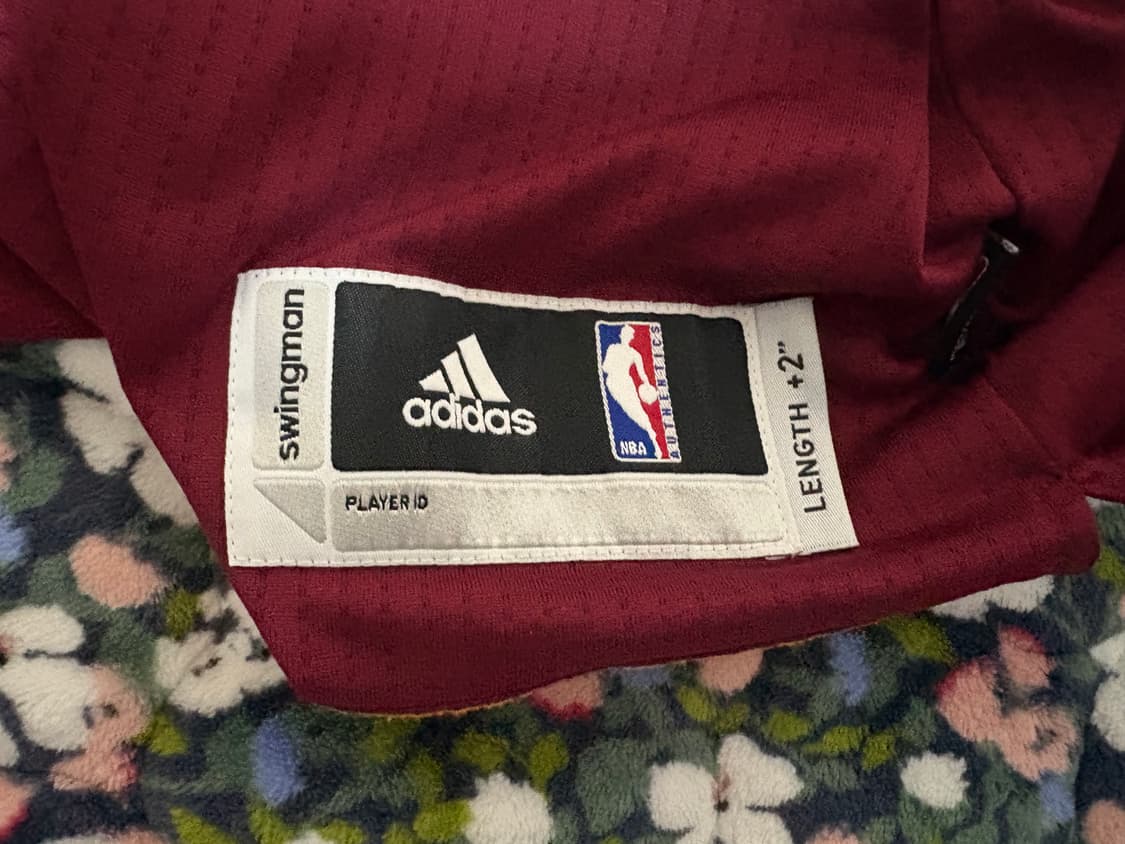 swingman
adidas
NBA
AUTHENTICS
LENGTH +2”
PLAYER ID